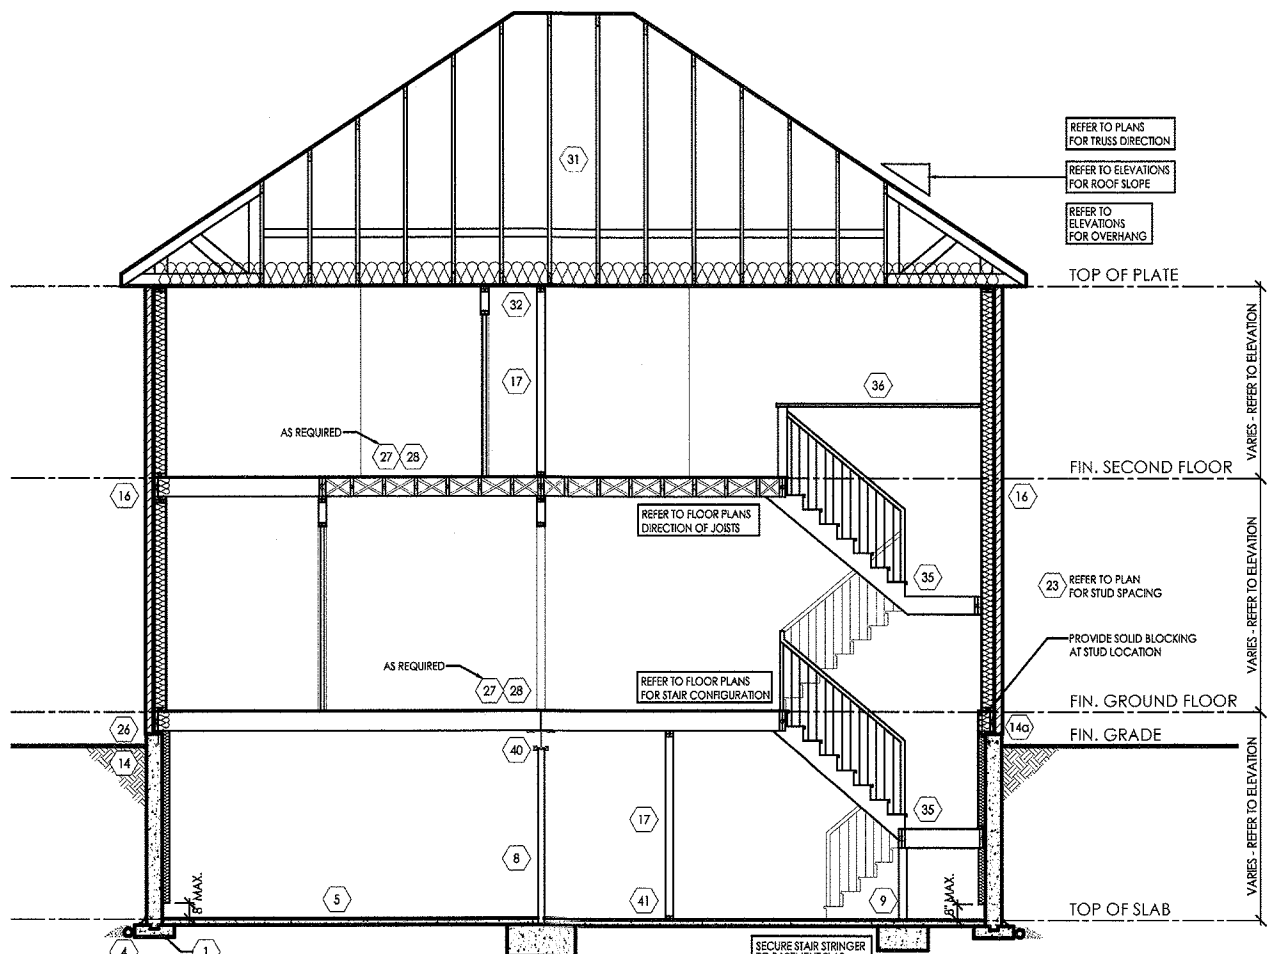 REFER TO PLANS
FOR TRUSS DIRECTION
31
REFER TO ELEVATIONS
FOR ROOF SLOPE
REFER TO
ELEVATIONS
FOR OVERHANG
TOP OF PLATE
32
17
36
VARIES - REFER TO ELEVATION
AS REQUIRED
27 28
FIN. SECOND FLOOR
16
16
REFER TO FLOOR PLANS
DIRECTION OF JOISTS
35
23 REFER TO PLAN
FOR STUD SPACING
VARIES - REFER TO ELEVATION
PROVIDE SOLID BLOCKING
AT STUD LOCATION
AS REQUIRED
27 28
REFER TO FLOOR PLANS
FOR STAIR CONFIGURATION
FIN. GROUND FLOOR
26
14a
FIN. GRADE
40
14
35
17
VARIES - REFER TO ELEVATION
8
8" MAX.
5
41
9
8" MAX.
TOP OF SLAB
4
1
SECURE STAIR STRINGER